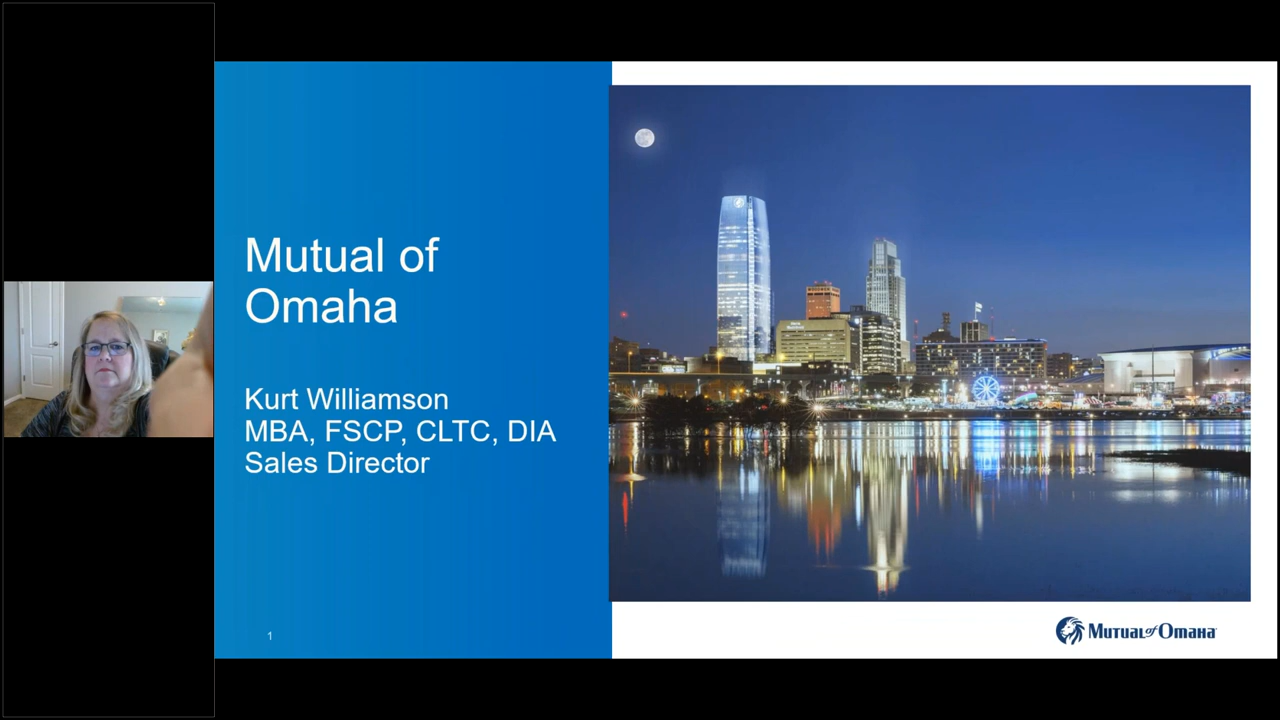 Mutual of
Omaha
Kurt Williamson
MBA, FSCP, CLTC, DIA
Sales Director
1
Mutual of Omaha